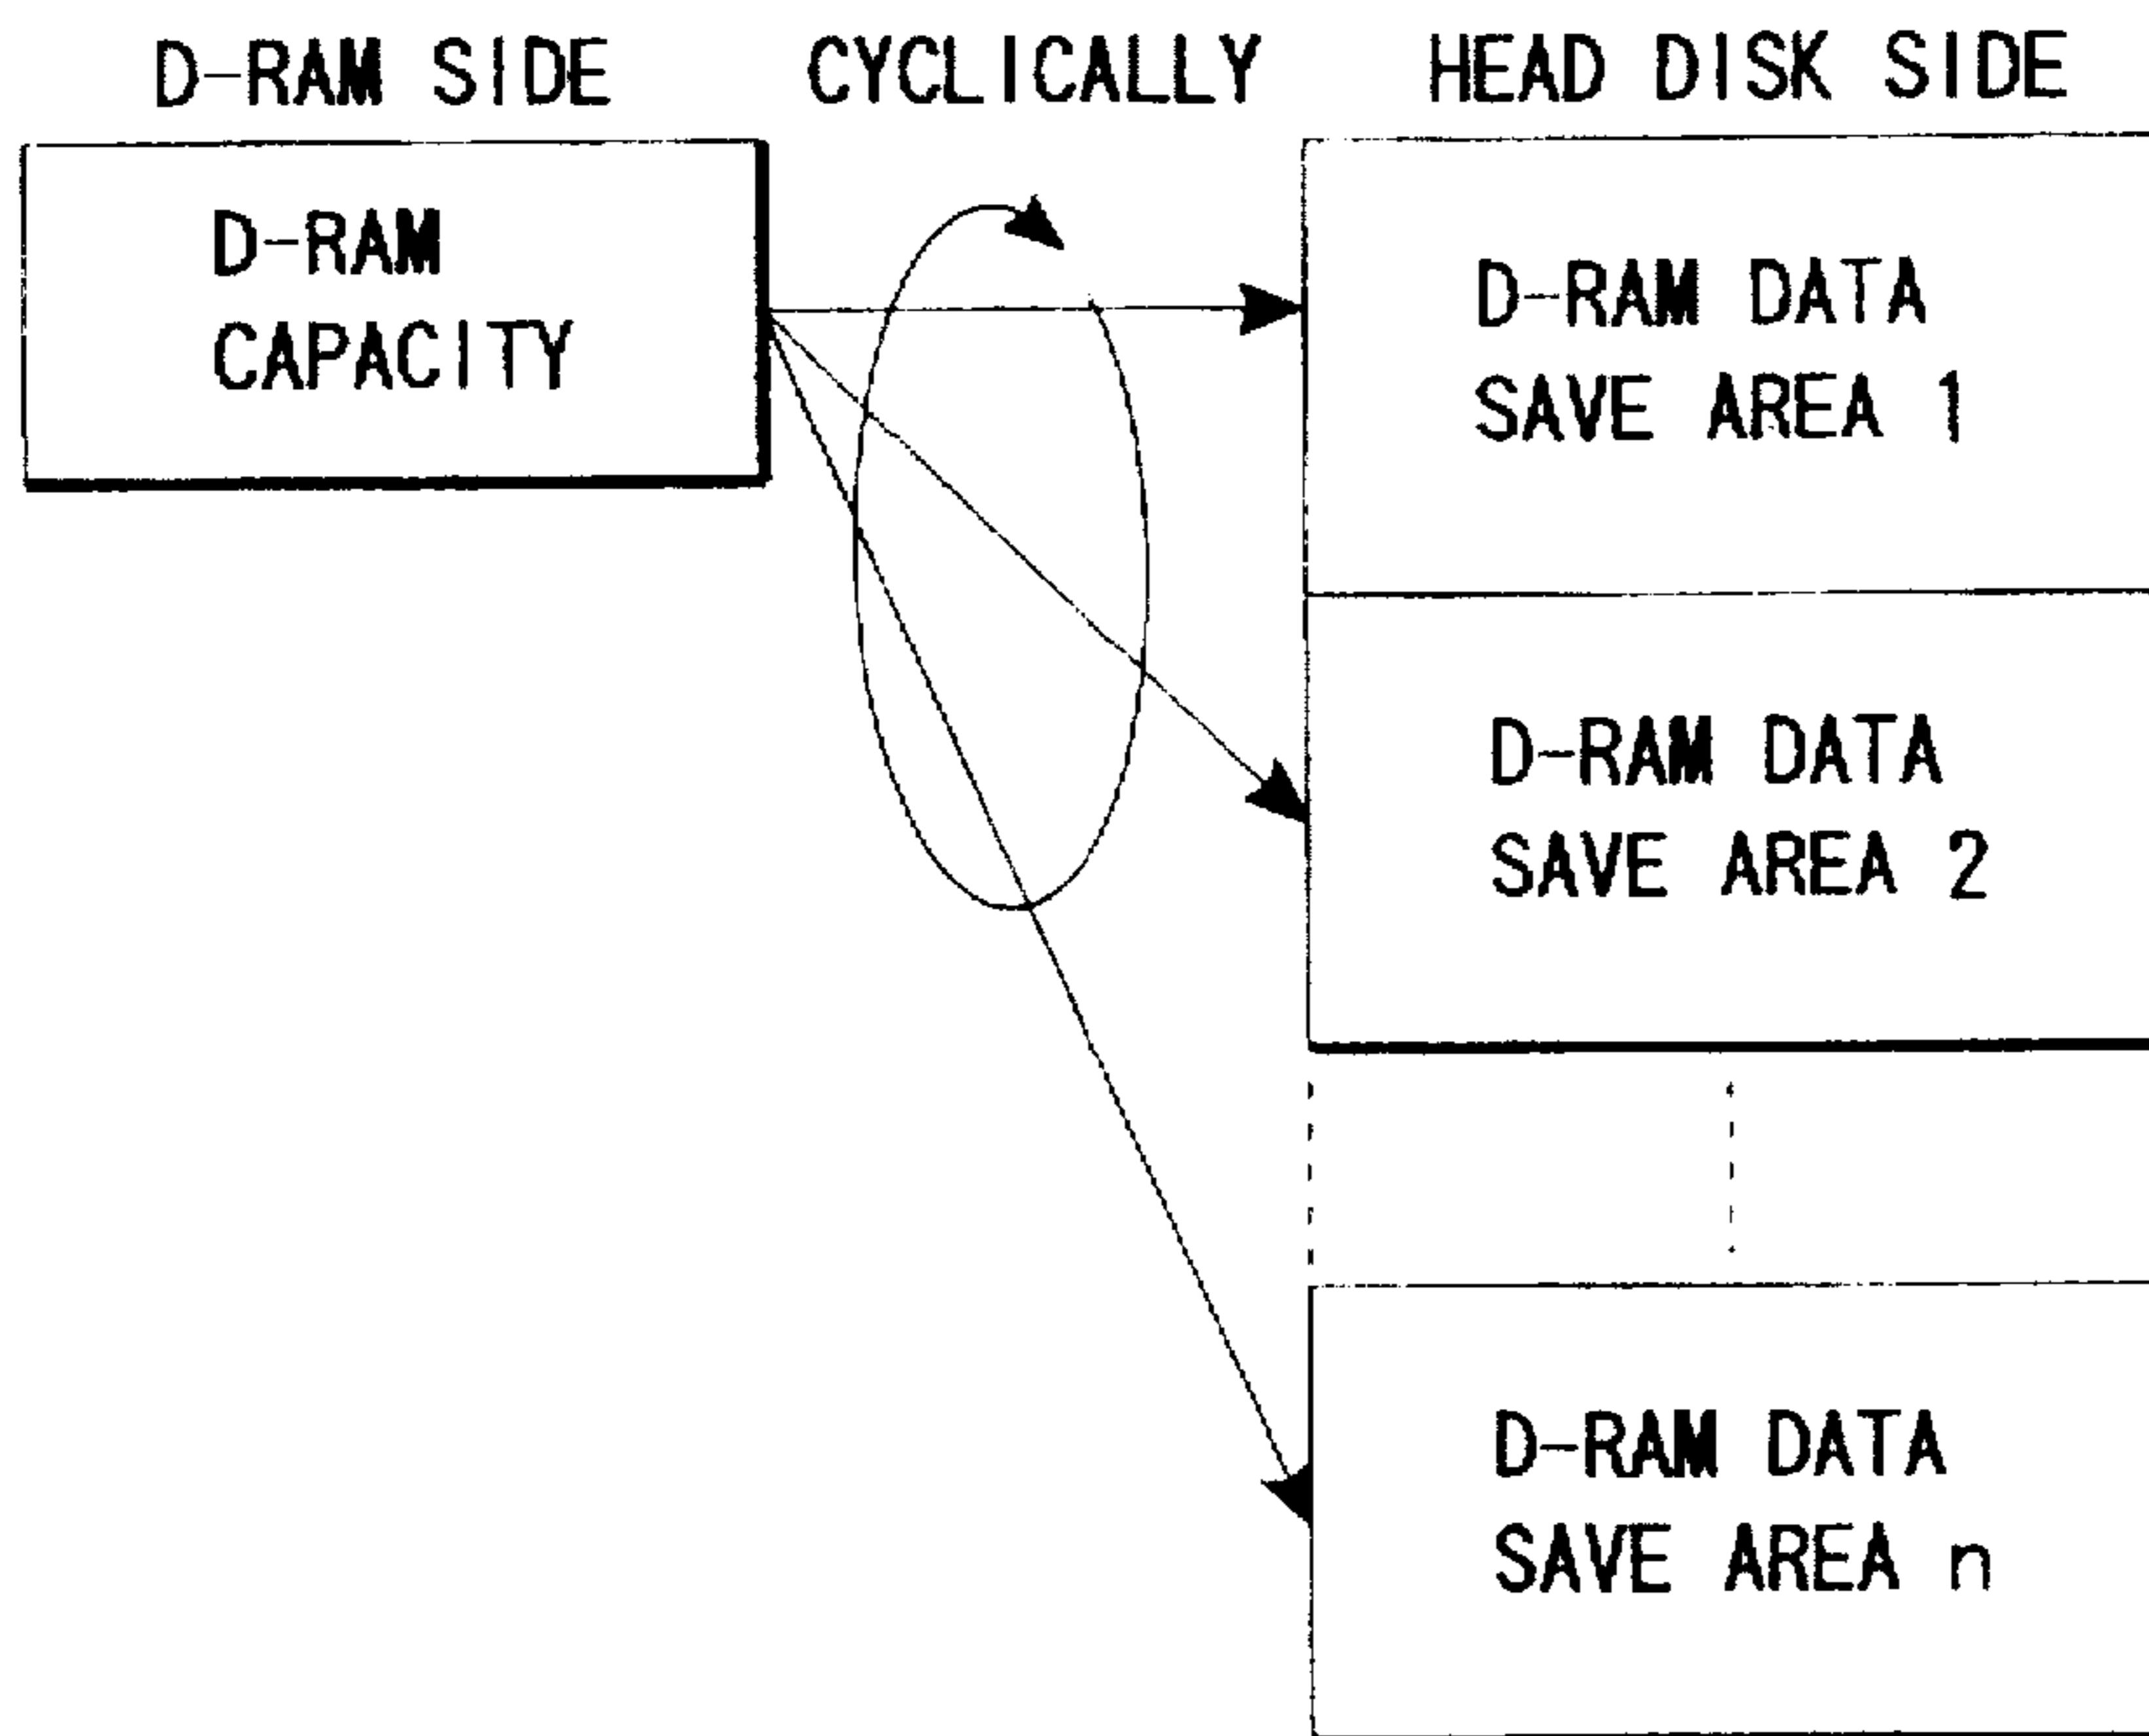 D-RAM SIDE
CYCLICALLY
HEAD DISK SIDE
D-RAM
CAPACITY
D-RAM DATA
SAVE AREA 1
D-RAM DATA
SAVE AREA 2
D-RAM DATA
SAVE AREA n